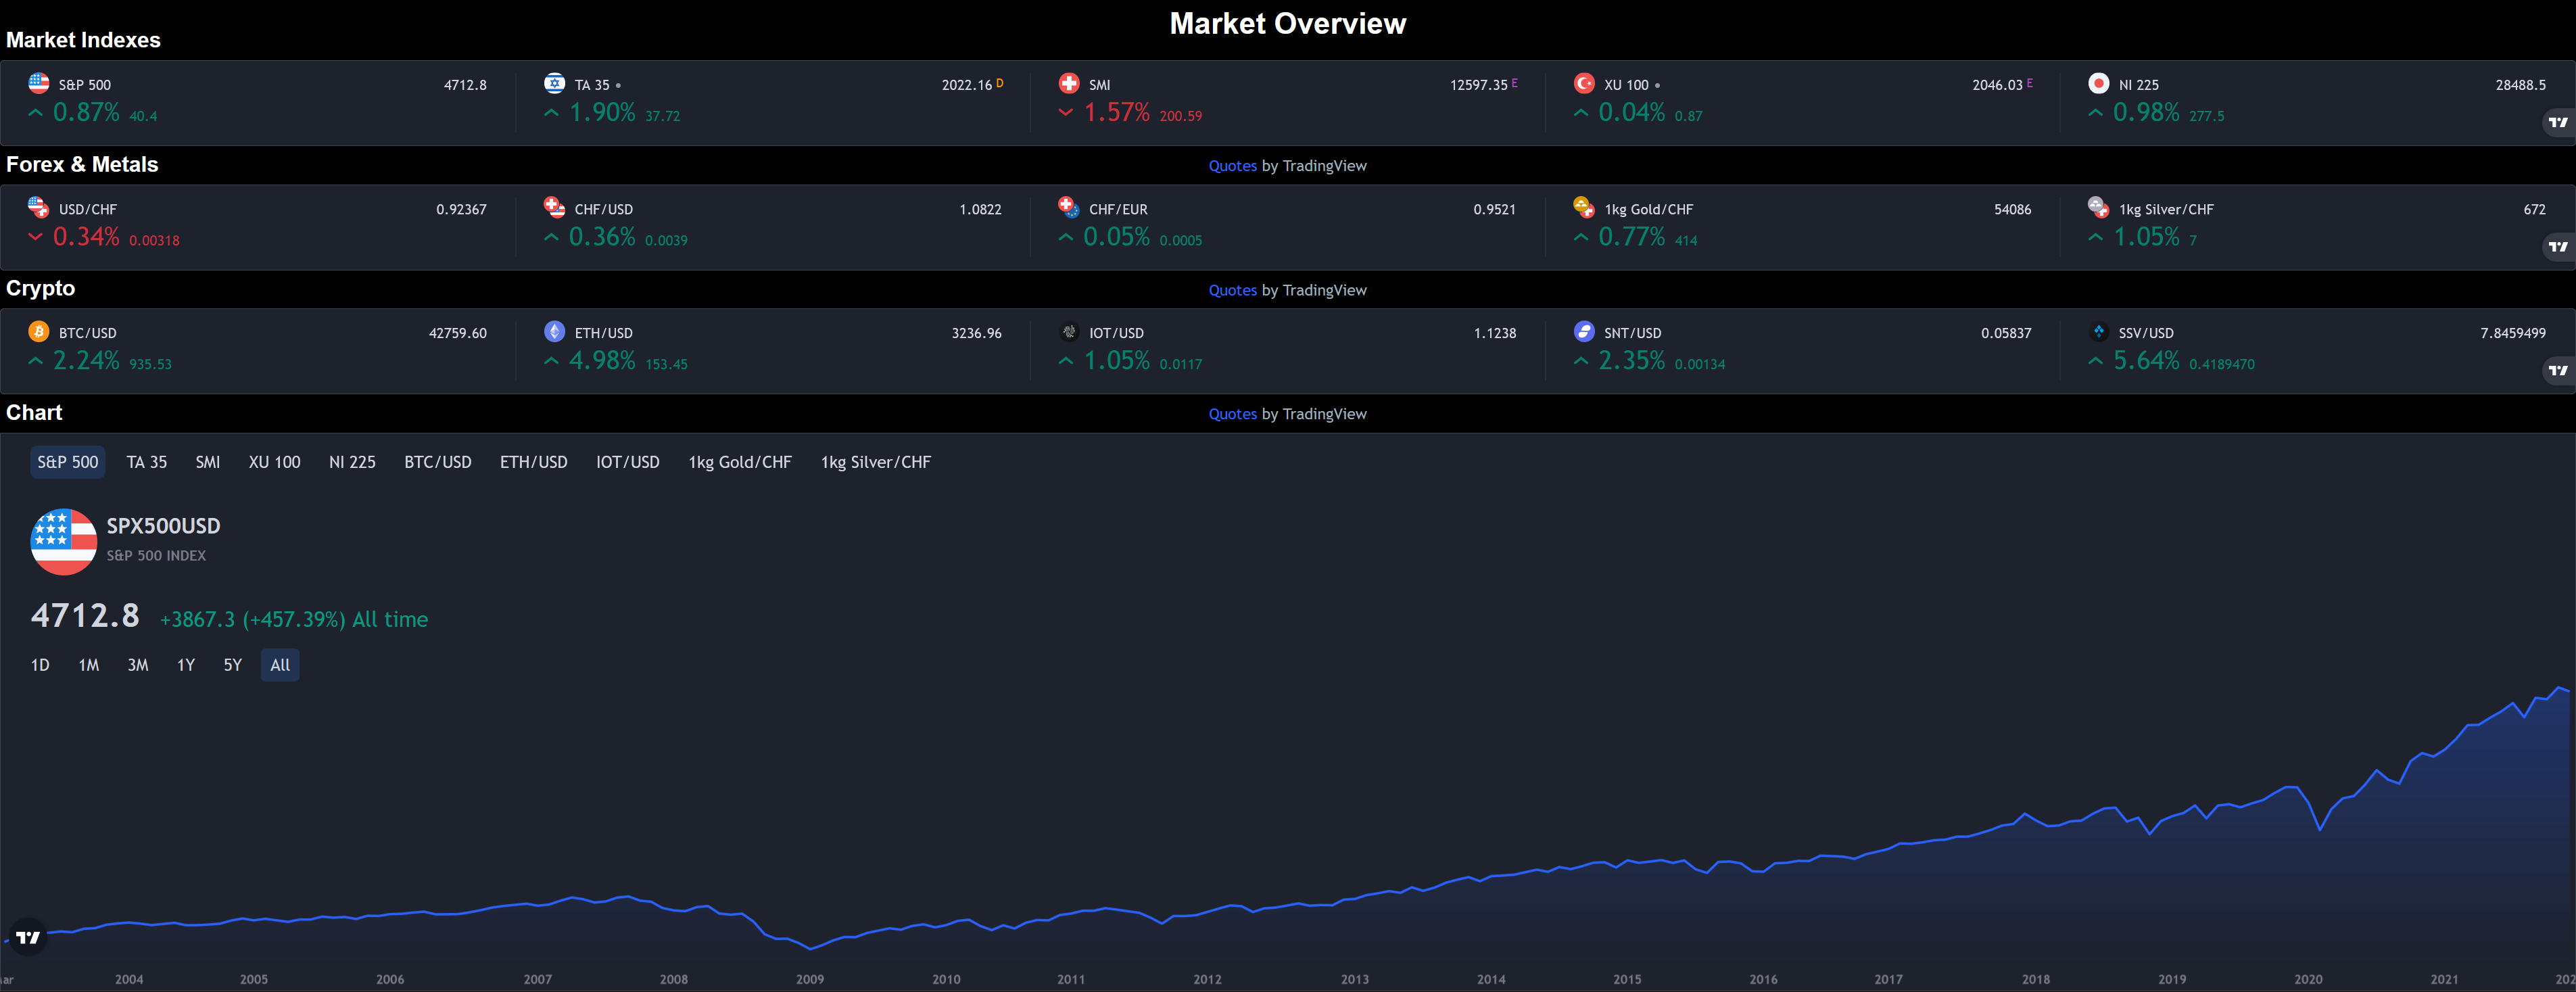 Market Overview
Market Indexes
S&P 500 4712.8 TA 35 2022.16 D SMI 12597.35 E XU 100 2046.03 E NI 225 28488.5
0.87% 40.4 1.90% 37.72 1.57% 200.59 0.04% 0.87 0.98% 277.5
Forex & Metals Quotes by TradingView
USD/CHF 0.92367 CHF/USD 1.0822 CHF/EUR 0.9521 1kg Gold/CHF 54086 1kg Silver/CHF 672
0.34% 0.00318 0.36% 0.0039 0.05% 0.0005 0.77% 414 1.05% 7
Crypto Quotes by TradingView
BTC/USD 42759.60 ETH/USD 3236.96 IOT/USD 1.1238 SNT/USD 0.05837 SSV/USD 7.8459499
2.24% 935.53 4.98% 153.45 1.05% 0.0117 2.35% 0.00134 5.64% 0.4189470
Chart Quotes by TradingView
S&P 500 TA 35 SMI XU 100 NI 225 BTC/USD ETH/USD IOT/USD 1kg Gold/CHF 1kg Silver/CHF
SPX500USD
S&P 500 INDEX
4712.8 +3867.3 (+457.39%) All time
1D 1M 3M 1Y 5Y All
2004 2005 2006 2007 2008 2009 2010 2011 2012 2013 2014 2015 2016 2017 2018 2019 2020 2021